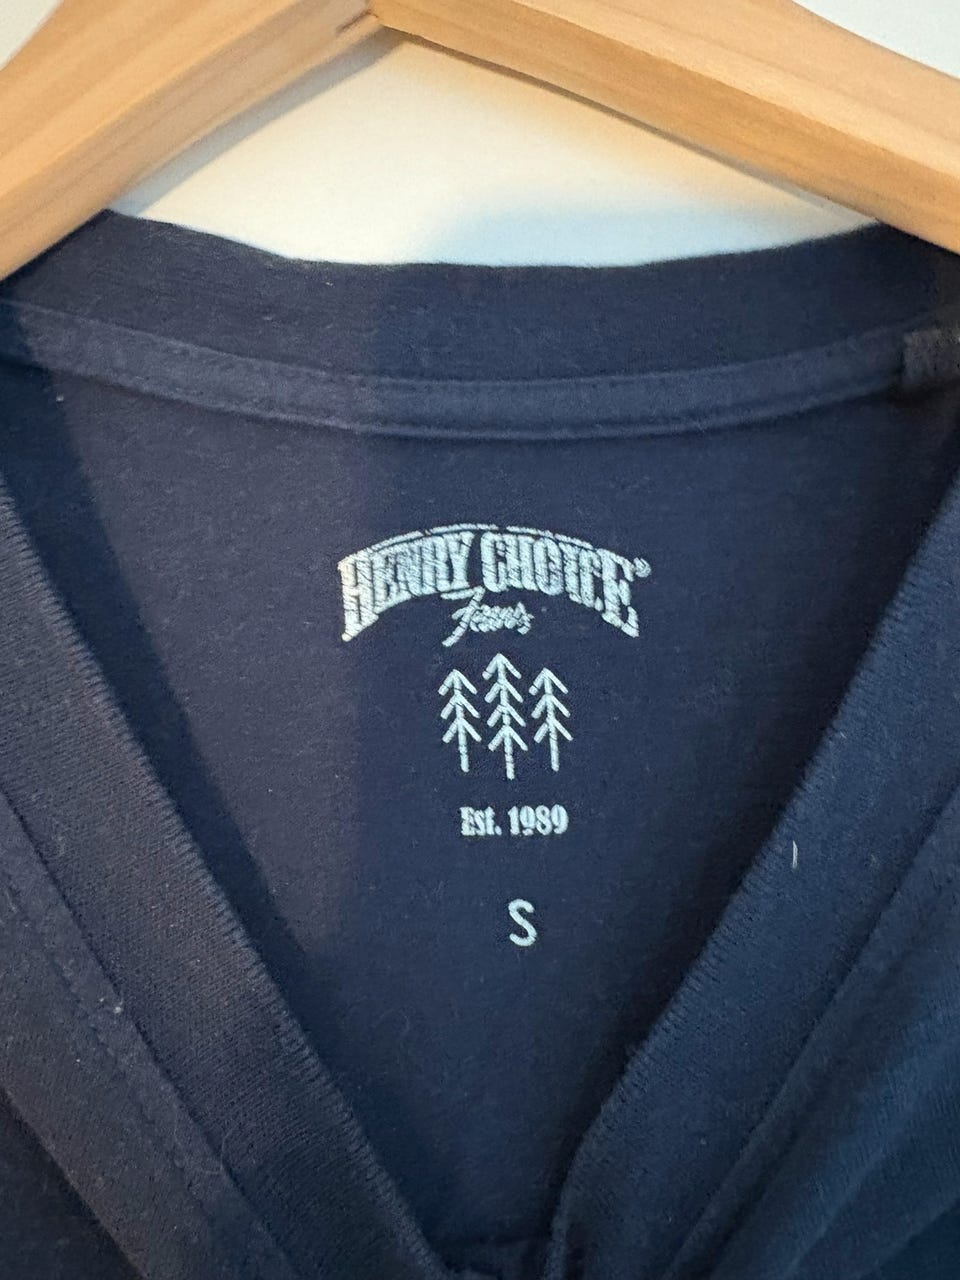 HENRY CHOICE®
Jeans
Est. 1989
S